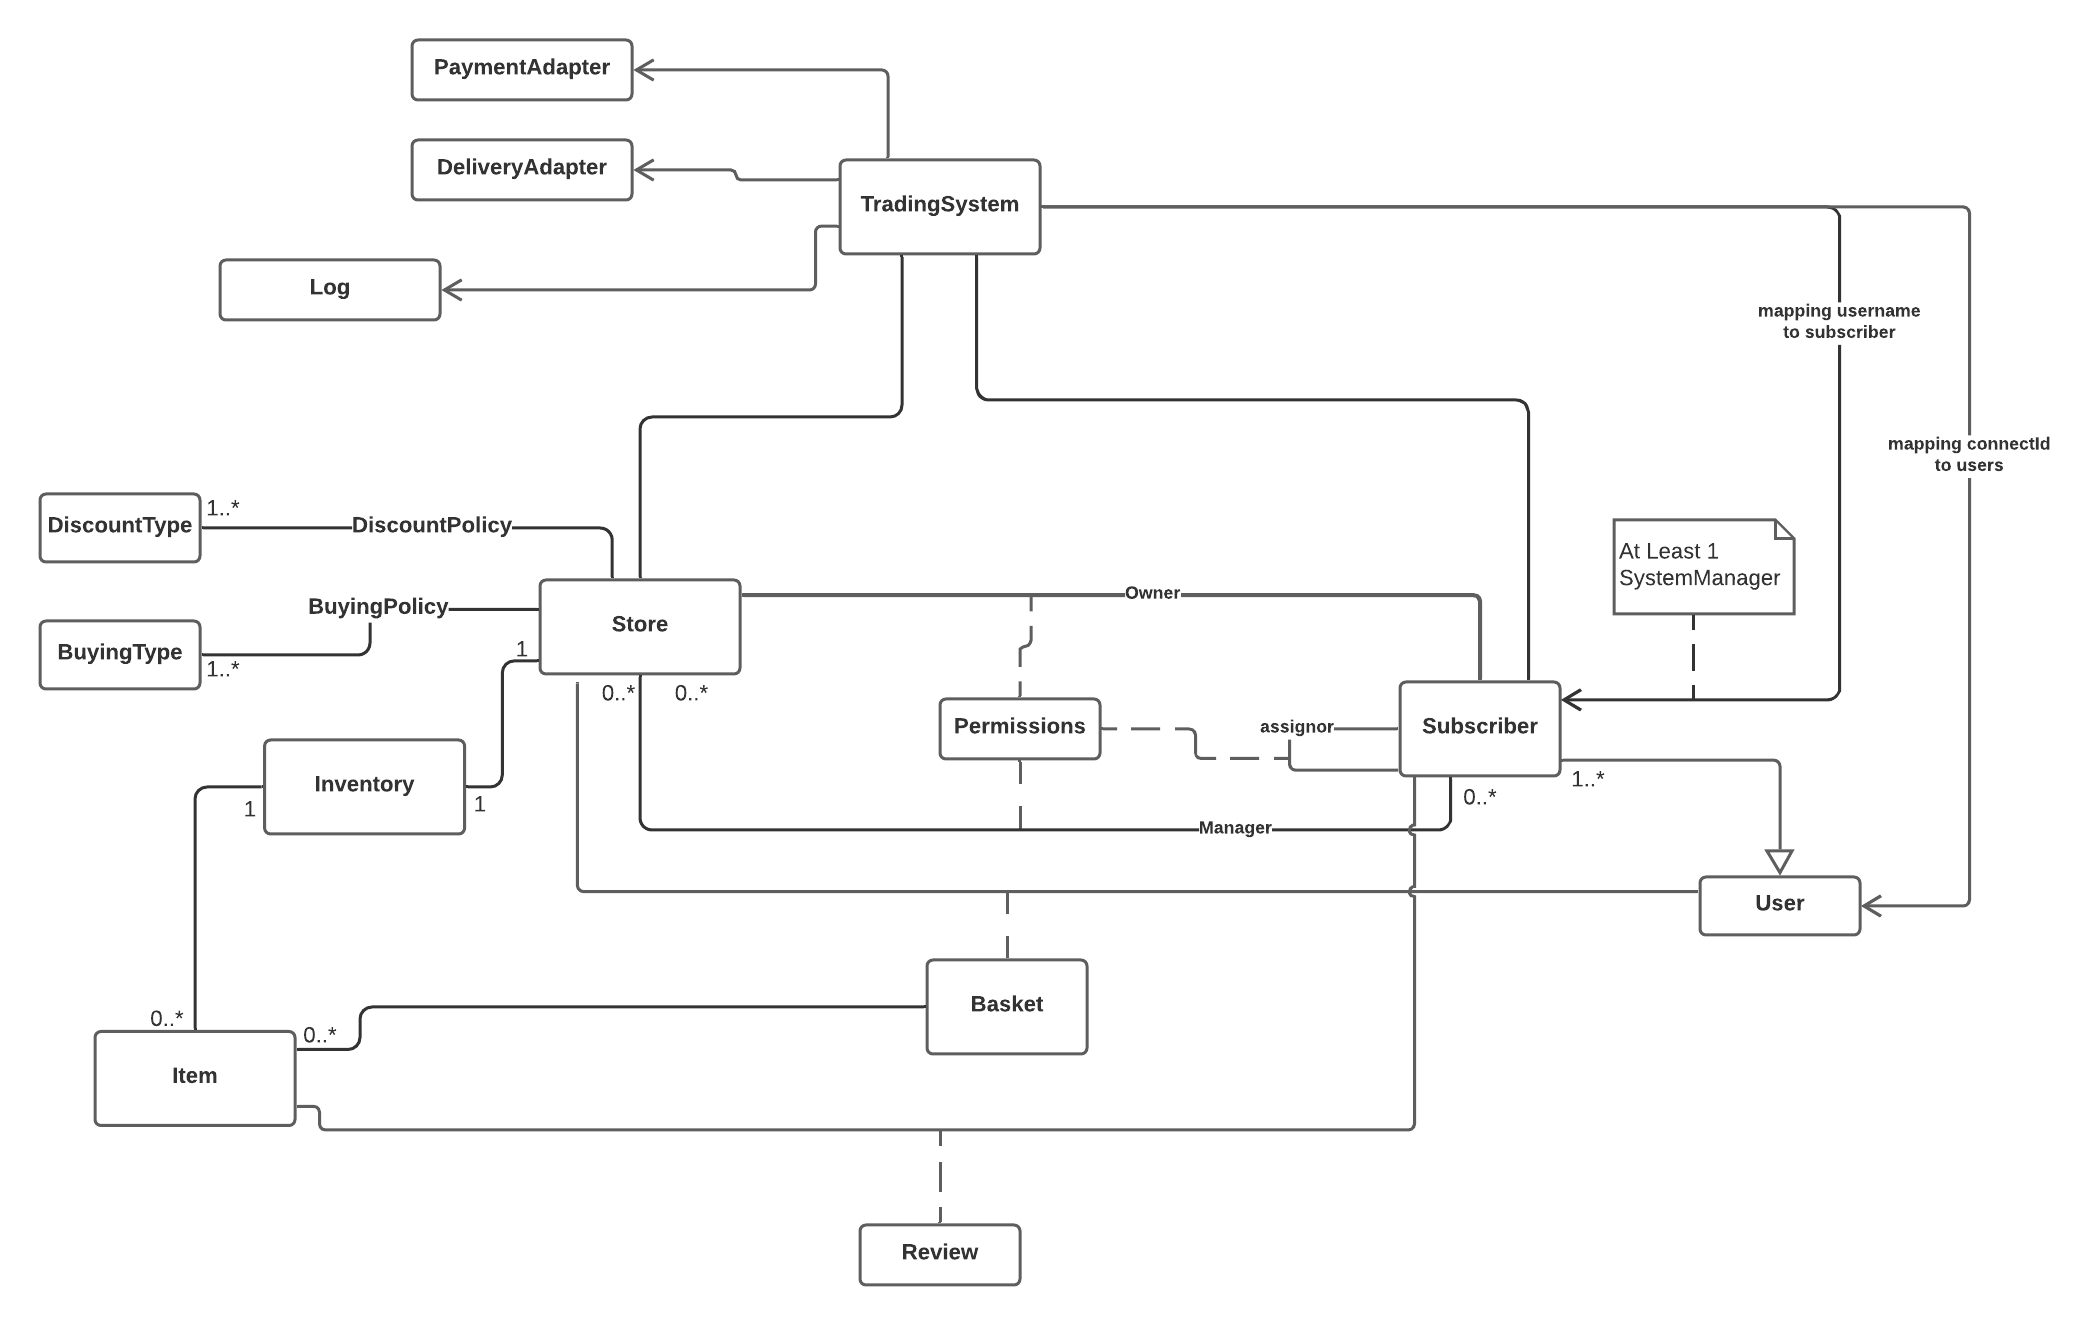 PaymentAdapter
DeliveryAdapter
TradingSystem
Log
mapping username
to subscriber
mapping connectId
to users
DiscountType
1..*
DiscountPolicy
At Least 1
SystemManager
BuyingPolicy
Owner
Store
BuyingType
1..*
1
0..*
0..*
Permissions
assignor
Subscriber
Inventory
1
1
1..*
0..*
Manager
User
Basket
0..*
0..*
Item
Review